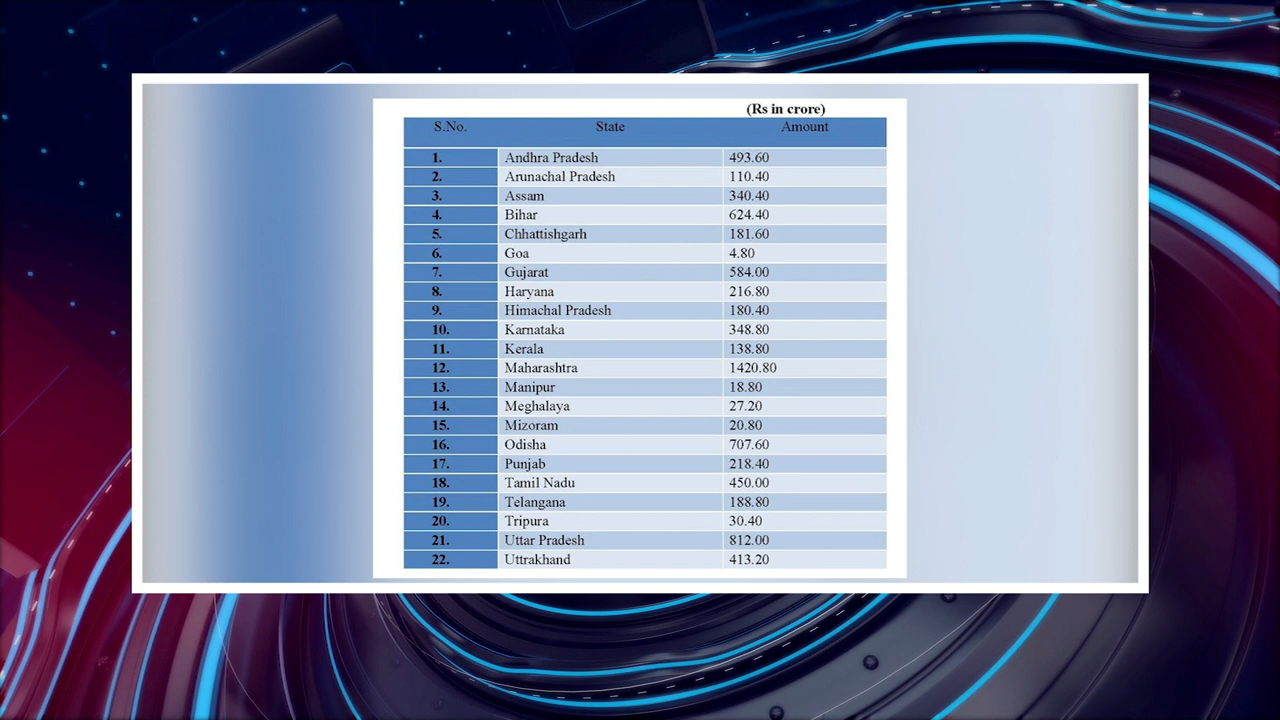 (Rs in crore)
S.No. State Amount
1. Andhra Pradesh 493.60
2. Arunachal Pradesh 110.40
3. Assam 340.40
4. Bihar 624.40
5. Chhattishgarh 181.60
6. Goa 4.80
7. Gujarat 584.00
8. Haryana 216.80
9. Himachal Pradesh 180.40
10. Karnataka 348.80
11. Kerala 138.80
12. Maharashtra 1420.80
13. Manipur 18.80
14. Meghalaya 27.20
15. Mizoram 20.80
16. Odisha 707.60
17. Punjab 218.40
18. Tamil Nadu 450.00
19. Telangana 188.80
20. Tripura 30.40
21. Uttar Pradesh 812.00
22. Uttrakhand 413.20